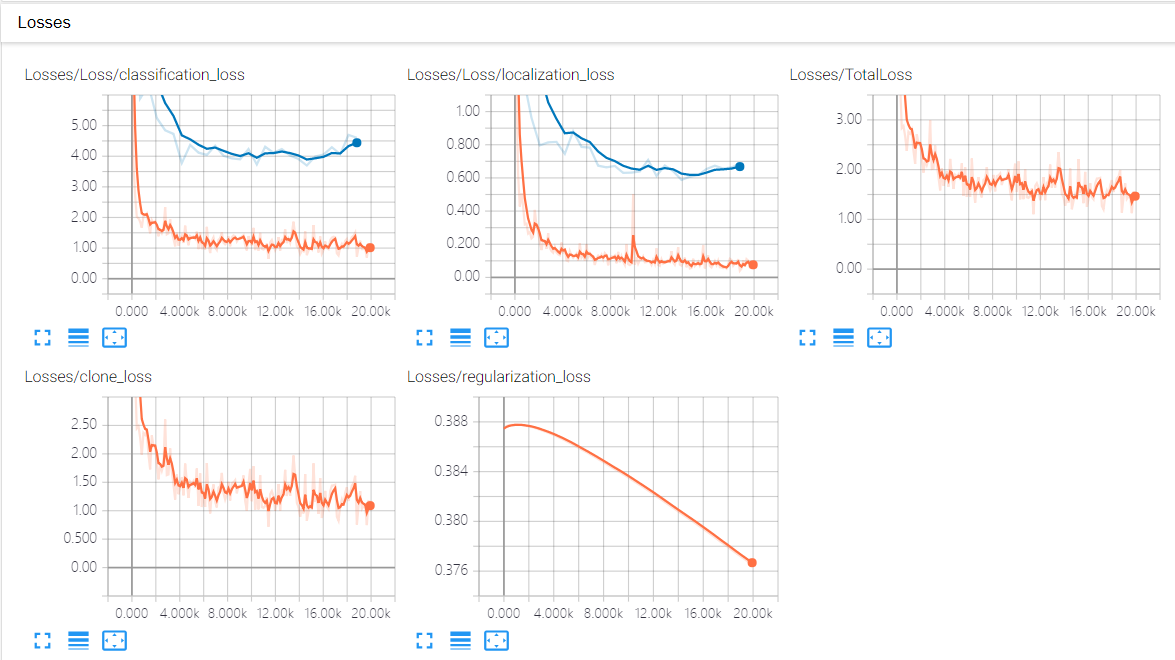 Losses
Losses/Loss/classification_loss
5.00
4.00
3.00
2.00
1.00
0.00
0.000 4.000k 8.000k 12.00k 16.00k 20.00k
Losses/Loss/localization_loss
1.00
0.800
0.600
0.400
0.200
0.00
0.000 4.000k 8.000k 12.00k 16.00k 20.00k
Losses/TotalLoss
3.00
2.00
1.00
0.00
0.000 4.000k 8.000k 12.00k 16.00k 20.00k
Losses/clone_loss
2.50
2.00
1.50
1.00
0.500
0.00
0.000 4.000k 8.000k 12.00k 16.00k 20.00k
Losses/regularization_loss
0.388
0.384
0.380
0.376
0.000 4.000k 8.000k 12.00k 16.00k 20.00k